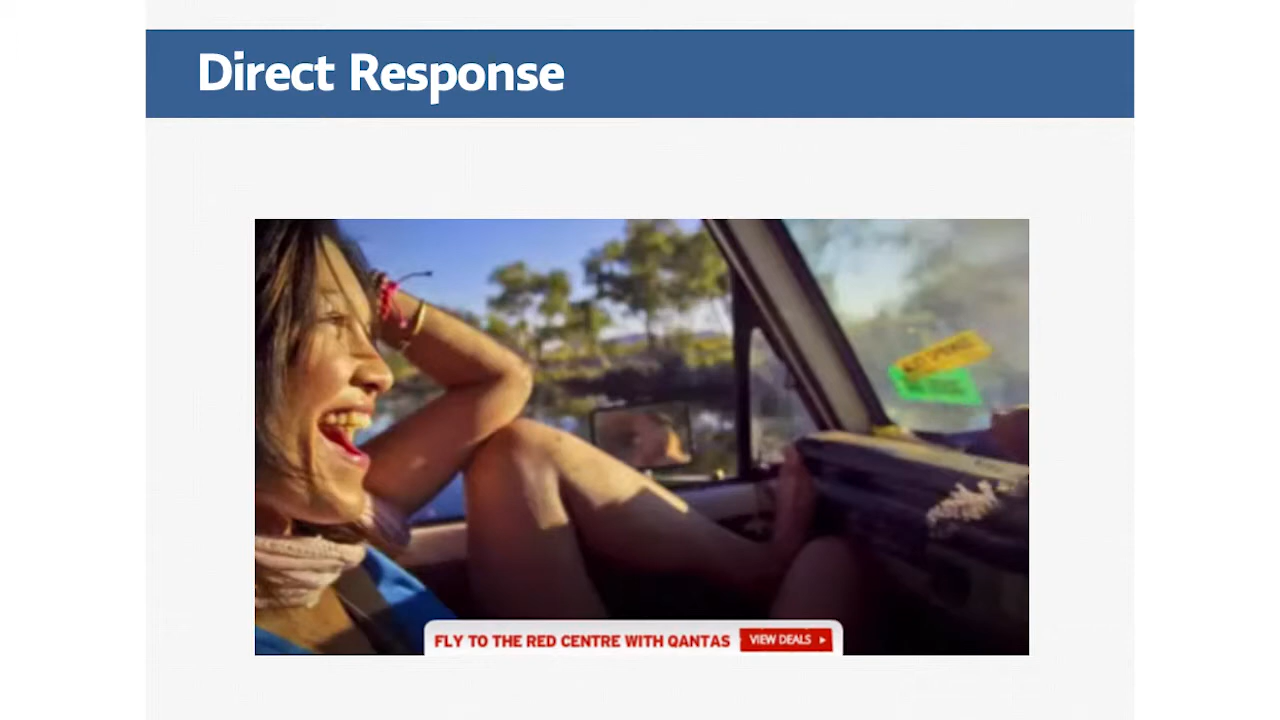 Direct Response
FLY TO THE RED CENTRE WITH QANTAS
VIEW DEALS